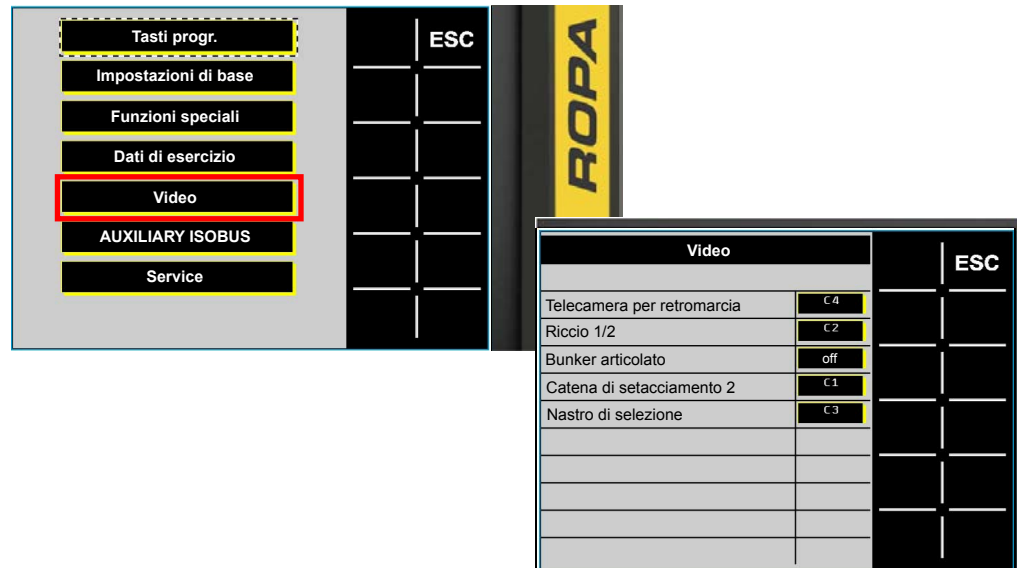 Tasti progr.
ESC
Impostazioni di base
Funzioni speciali
Dati di esercizio
Video
AUXILIARY ISOBUS
Service
ROPA
Video
ESC
Telecamera per retromarcia C4
Riccio 1/2 C2
Bunker articolato off
Catena di setacciamento 2 C1
Nastro di selezione C3